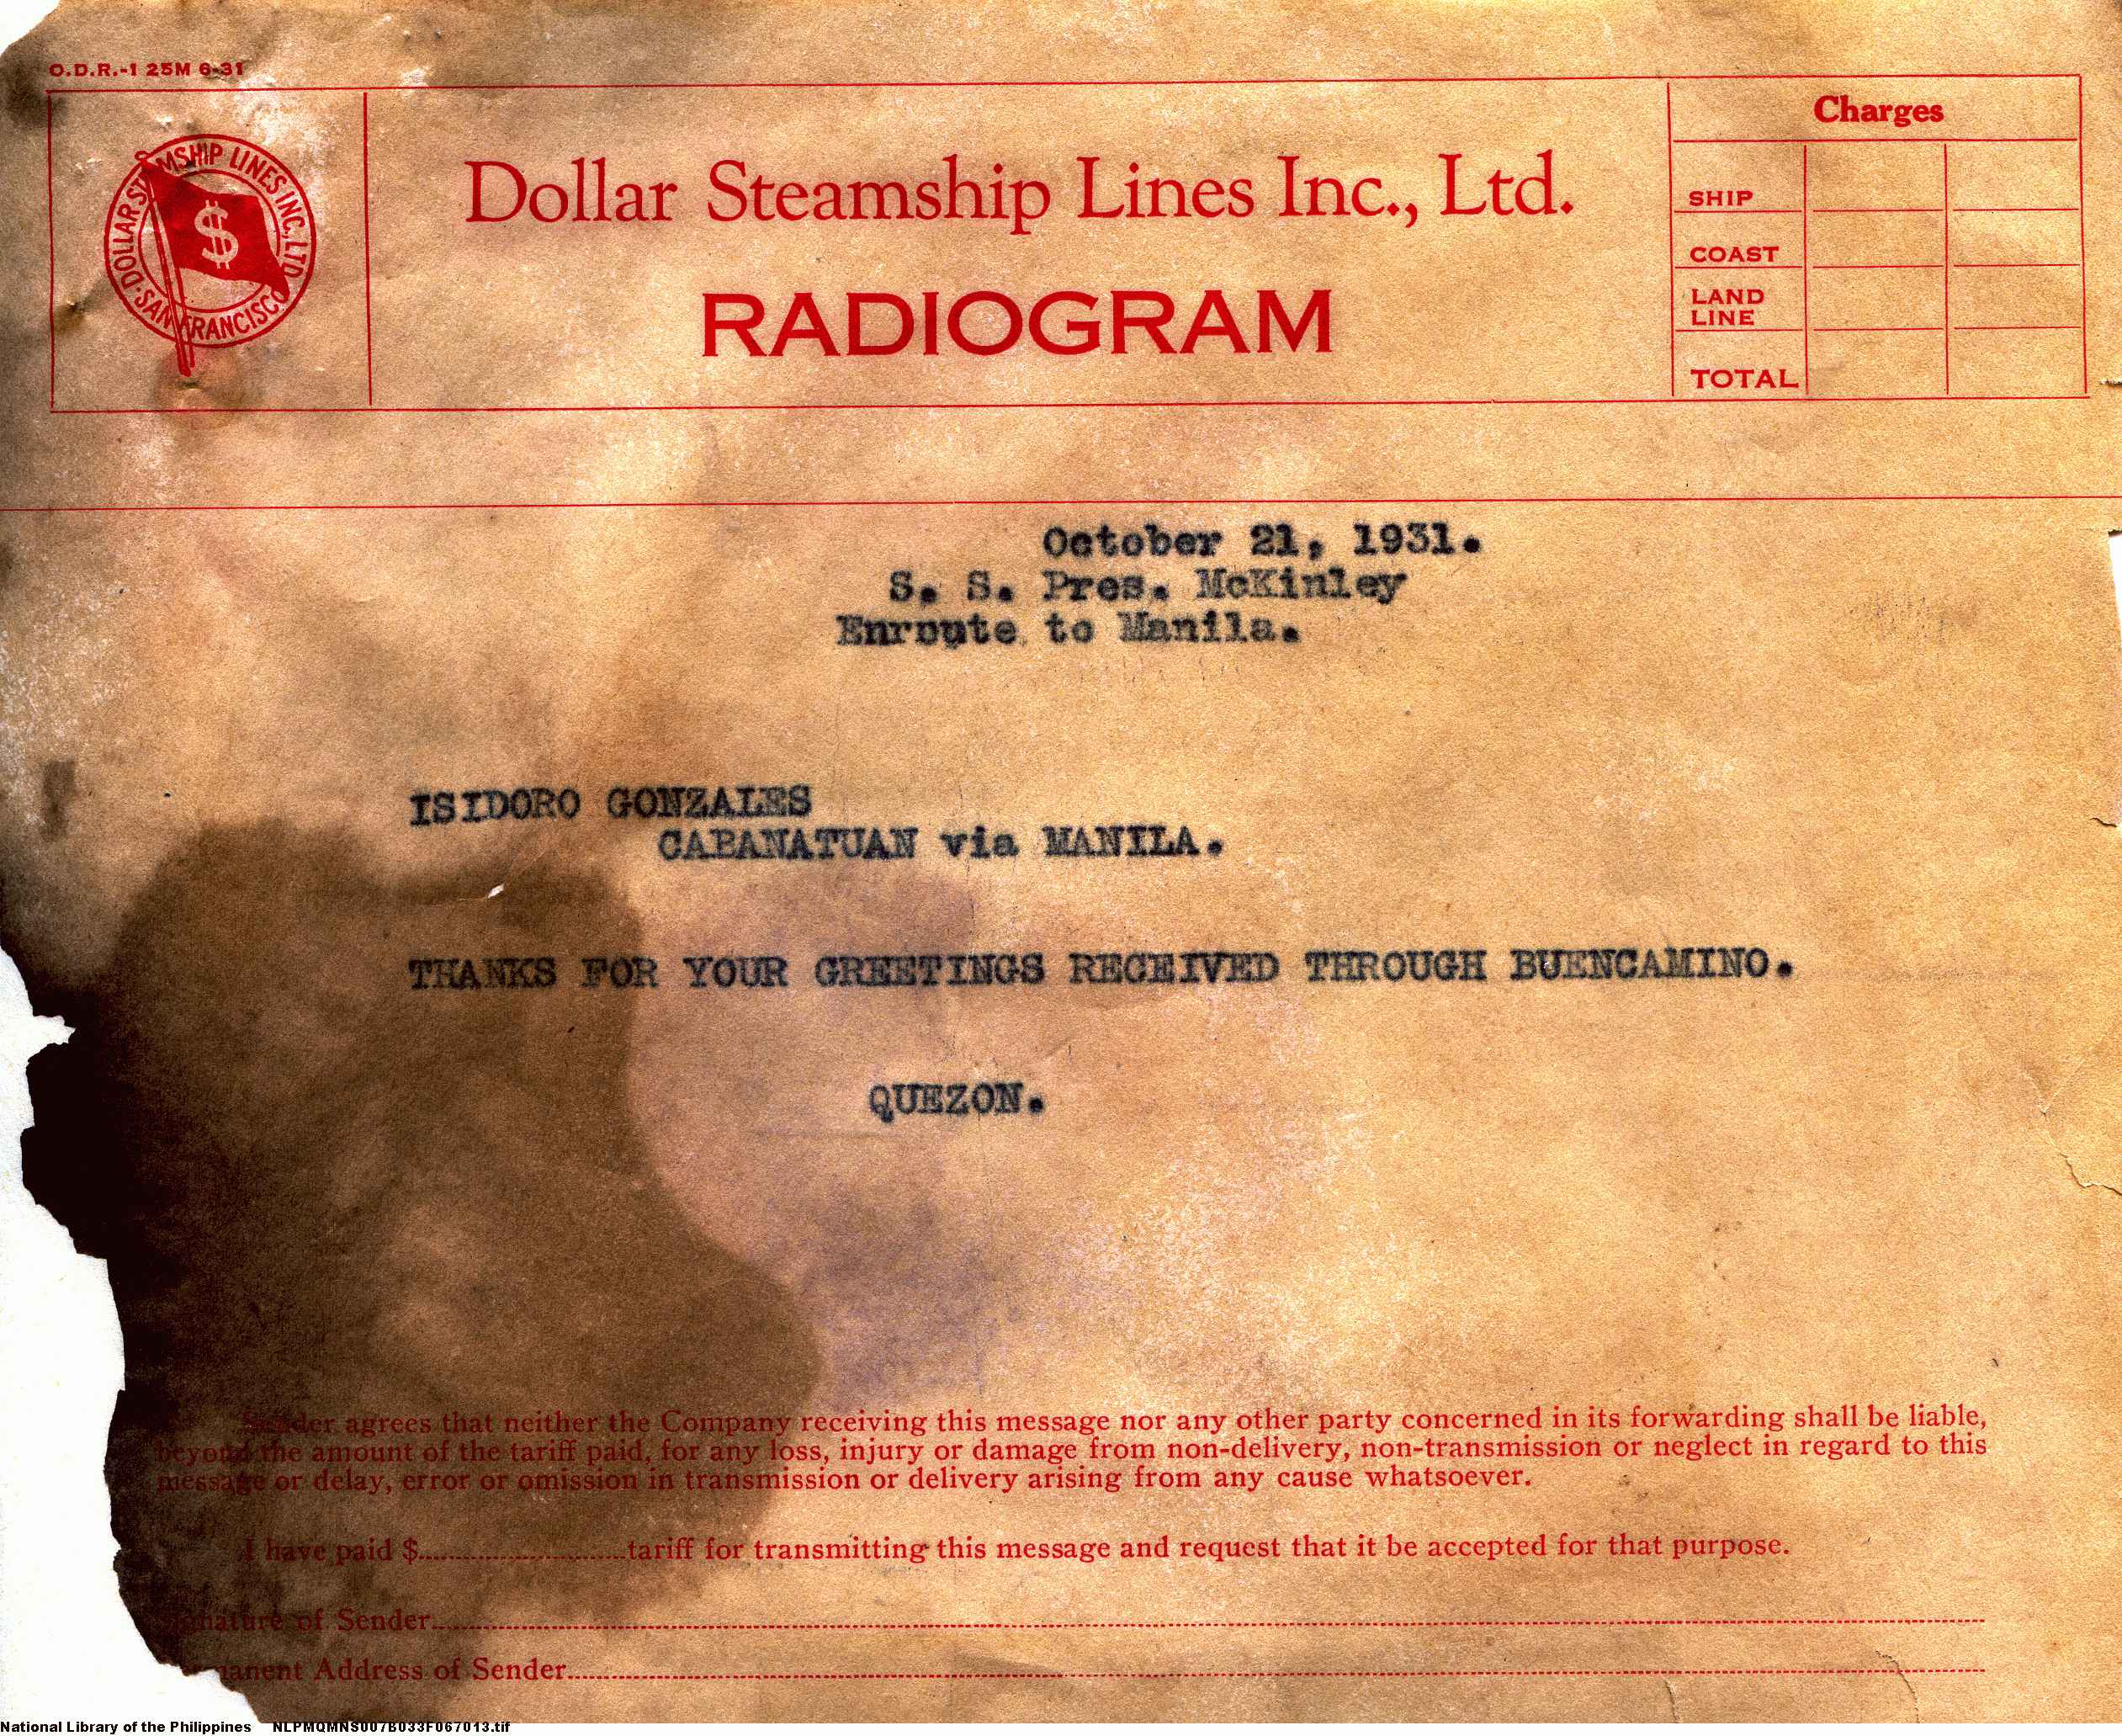 O.D.R.-1 25M 6-31
DOLLAR STEAMSHIP LINES INC., LTD.
SAN FRANCISCO
$
Dollar Steamship Lines Inc., Ltd.
RADIOGRAM
Charges
SHIP
COAST
LAND
LINE
TOTAL
October 21, 1931.
S. S. Pres. McKinley
Enroute to Manila.
ISIDORO GONZALES
CABANATUAN via MANILA.
THANKS FOR YOUR GREETINGS RECEIVED THROUGH BUENCAMINO.
QUEZON.
Sender agrees that neither the Company receiving this message nor any other party concerned in its forwarding shall be liable,
beyond the amount of the tariff paid, for any loss, injury or damage from non-delivery, non-transmission or neglect in regard to this
message or delay, error or omission in transmission or delivery arising from any cause whatsoever.
I have paid $..........................tariff for transmitting this message and request that it be accepted for that purpose.
Signature of Sender
Address of Sender
National Library of the Philippines NLPMQMNS007B033F067013.tif